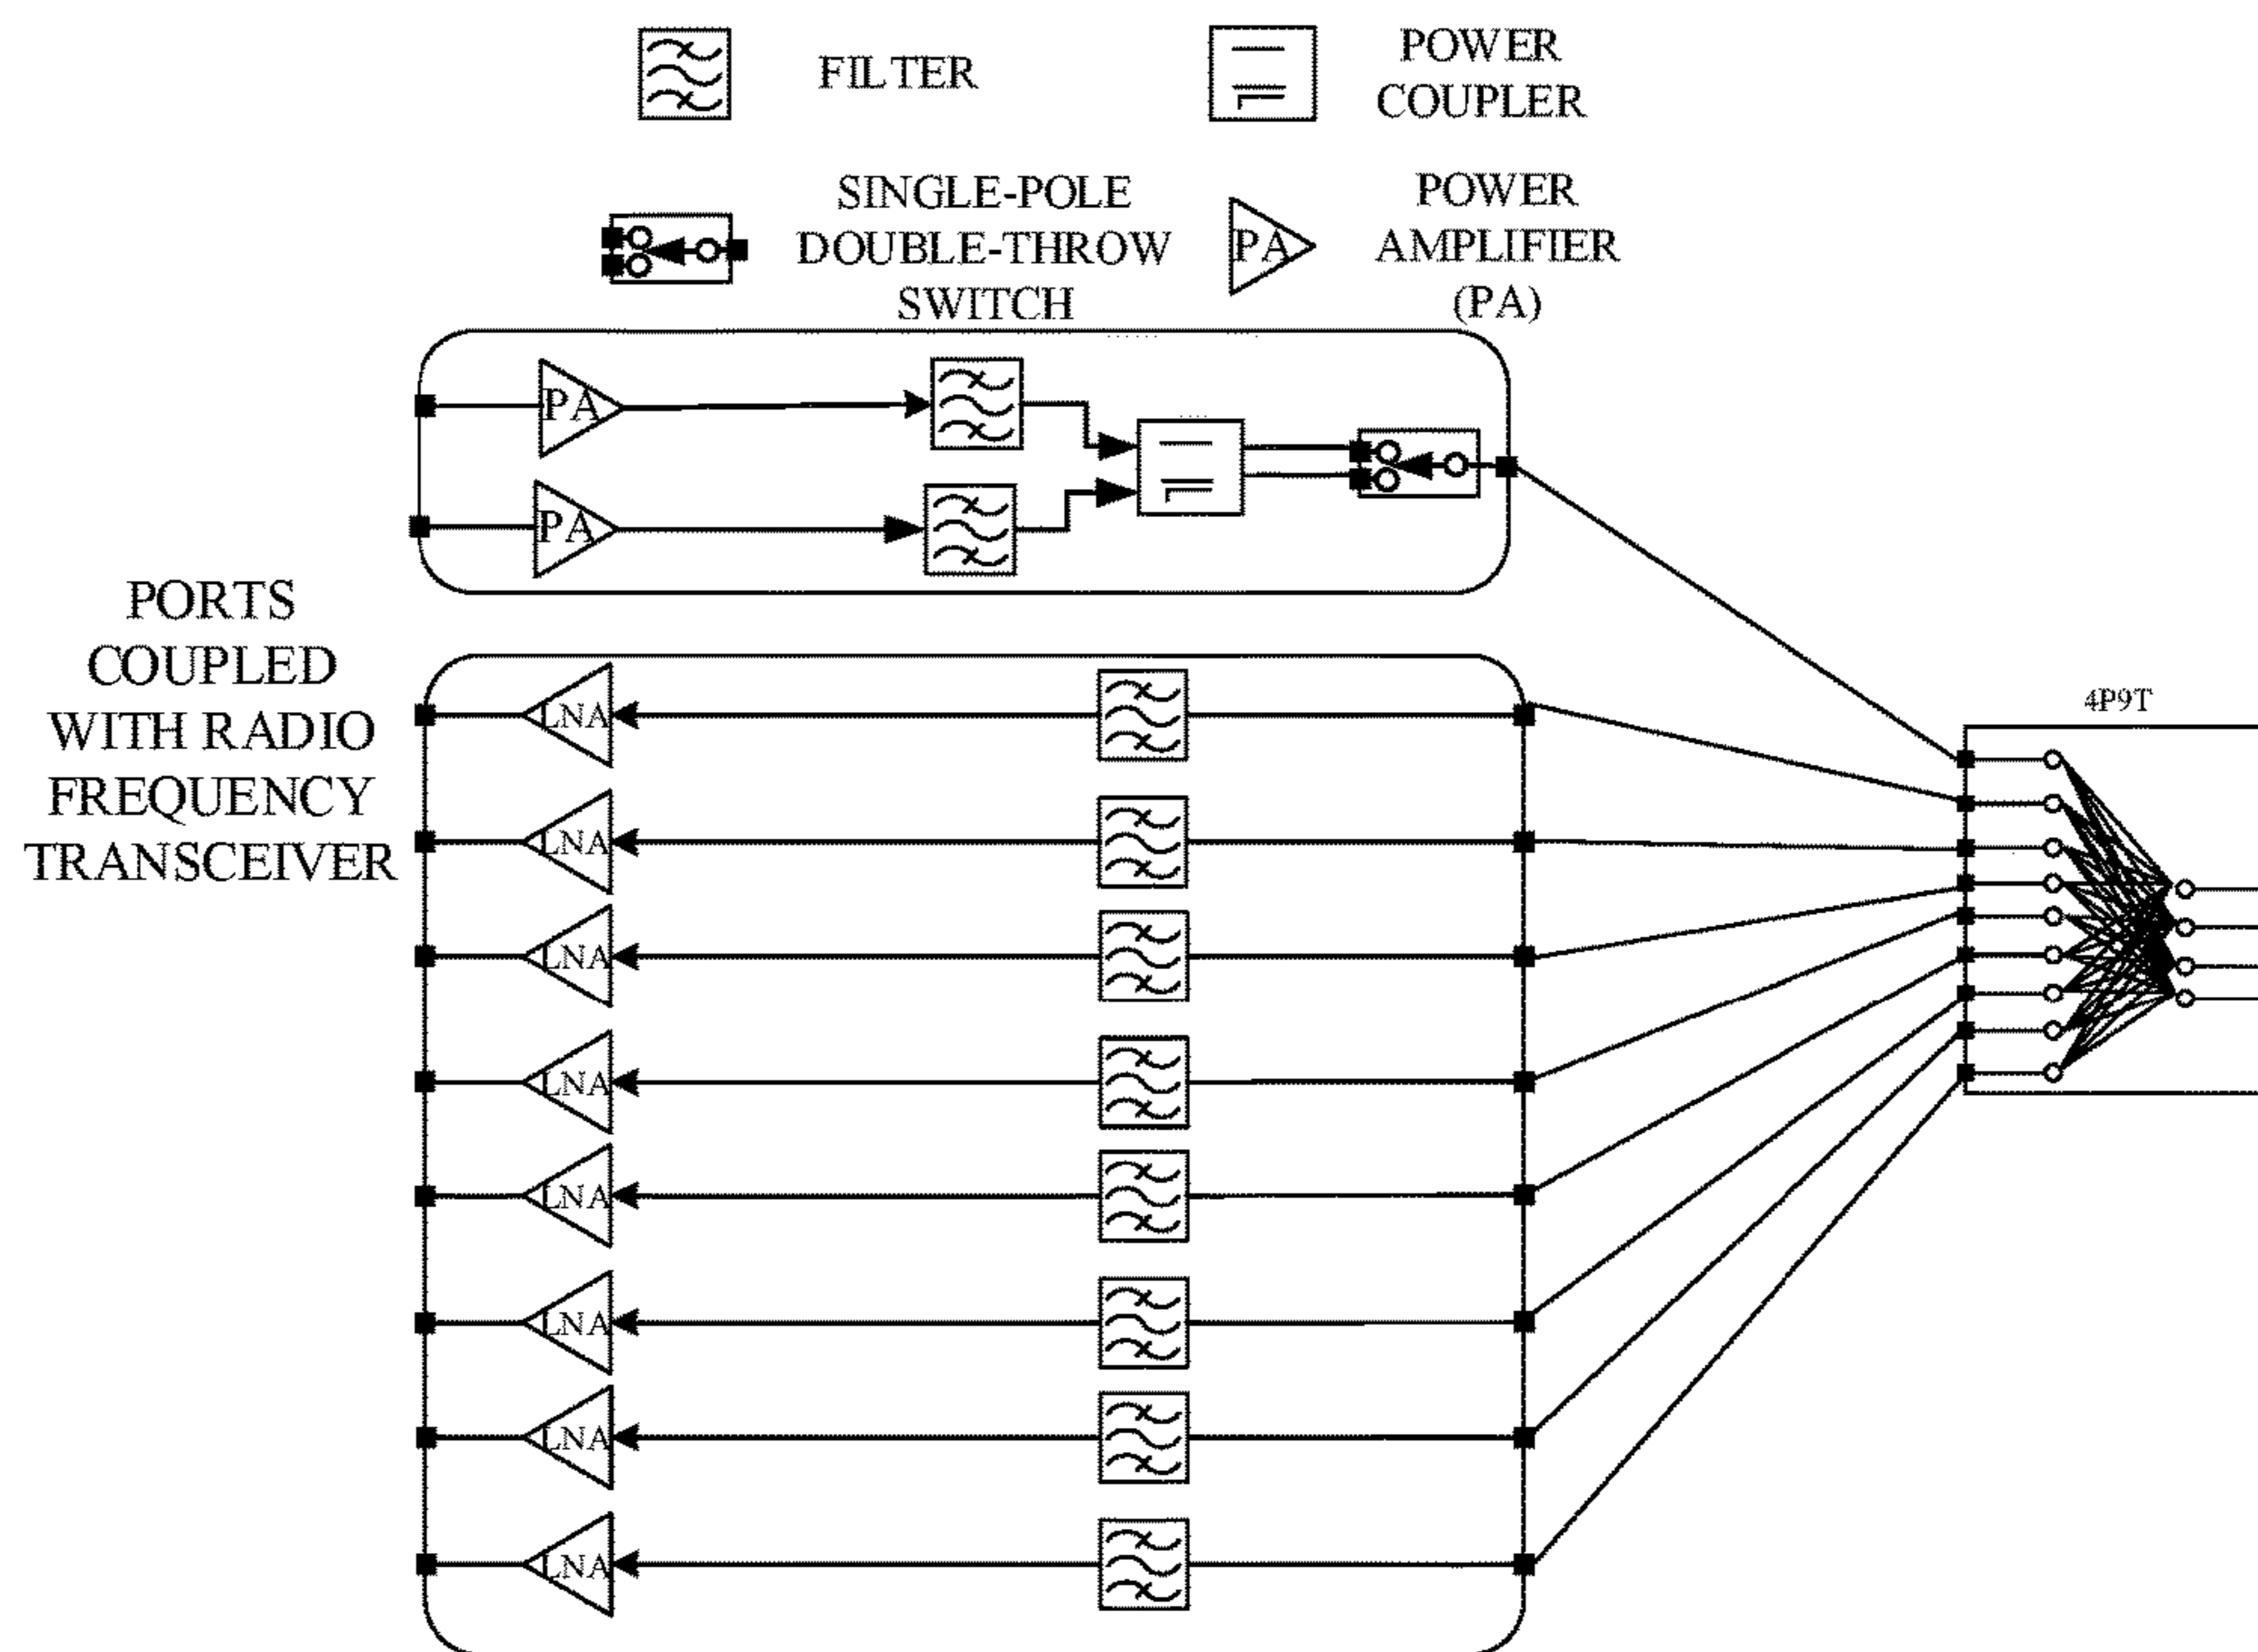 FILTER
POWER
COUPLER
SINGLE-POLE
DOUBLE-THROW
SWITCH
POWER
AMPLIFIER
(PA)
PA
PA
PA
PORTS
COUPLED
WITH RADIO
FREQUENCY
TRANSCEIVER
LNA
LNA
LNA
LNA
LNA
LNA
LNA
LNA
4P9T